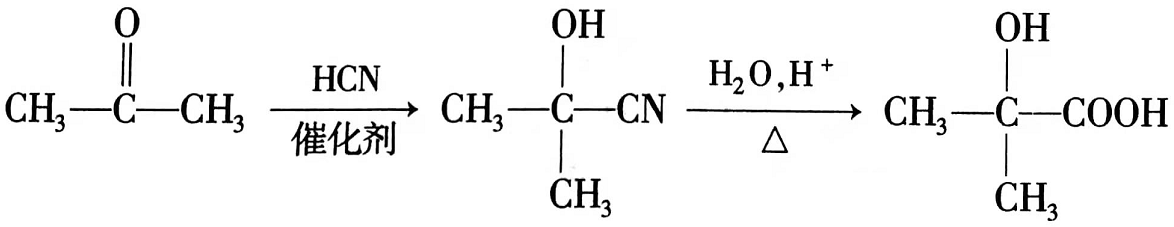 O
CH₃—C—CH₃
HCN
催化剂
OH
CH₃—C—CN
CH₃
H₂O,H⁺
△
OH
CH₃—C—COOH
CH₃